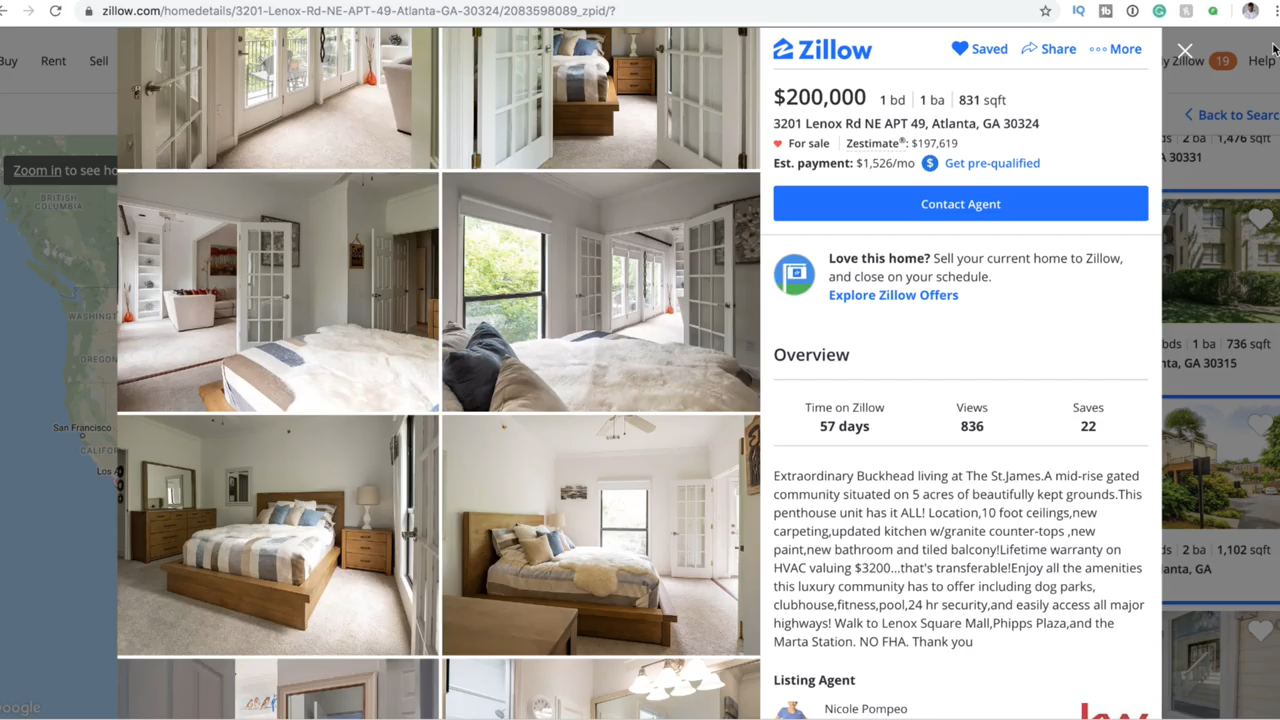 zillow.com/homedetails/3201-Lenox-Rd-NE-APT-49-Atlanta-GA-30324/2083598089_zpid/?
Buy Rent Sell
Zoom in to see ho
BRITISH
COLUMBIA
WASHINGT
OREGON
San Francisco
CALIFO
Los A
Google
Zillow
Saved
Share
More
$200,000 1 bd 1 ba 831 sqft
3201 Lenox Rd NE APT 49, Atlanta, GA 30324
For sale Zestimate®: $197,619
Est. payment: $1,526/mo $ Get pre-qualified
Contact Agent
Love this home? Sell your current home to Zillow,
and close on your schedule.
Explore Zillow Offers
Overview
Time on Zillow Views Saves
57 days 836 22
Extraordinary Buckhead living at The St.James.A mid-rise gated
community situated on 5 acres of beautifully kept grounds.This
penthouse unit has it ALL! Location,10 foot ceilings,new
carpeting,updated kitchen w/granite counter-tops ,new
paint,new bathroom and tiled balcony!Lifetime warranty on
HVAC valuing $3200...that's transferable!Enjoy all the amenities
this luxury community has to offer including dog parks,
clubhouse,fitness,pool,24 hr security,and easily access all major
highways! Walk to Lenox Square Mall,Phipps Plaza,and the
Marta Station. NO FHA. Thank you
Listing Agent
Nicole Pompeo
kw
y Zillow 19 Help
Back to Searc
2 ba 1,476 sqft
A 30331
bds 1 ba 736 sqft
nta, GA 30315
ds 2 ba 1,102 sqft
lanta, GA